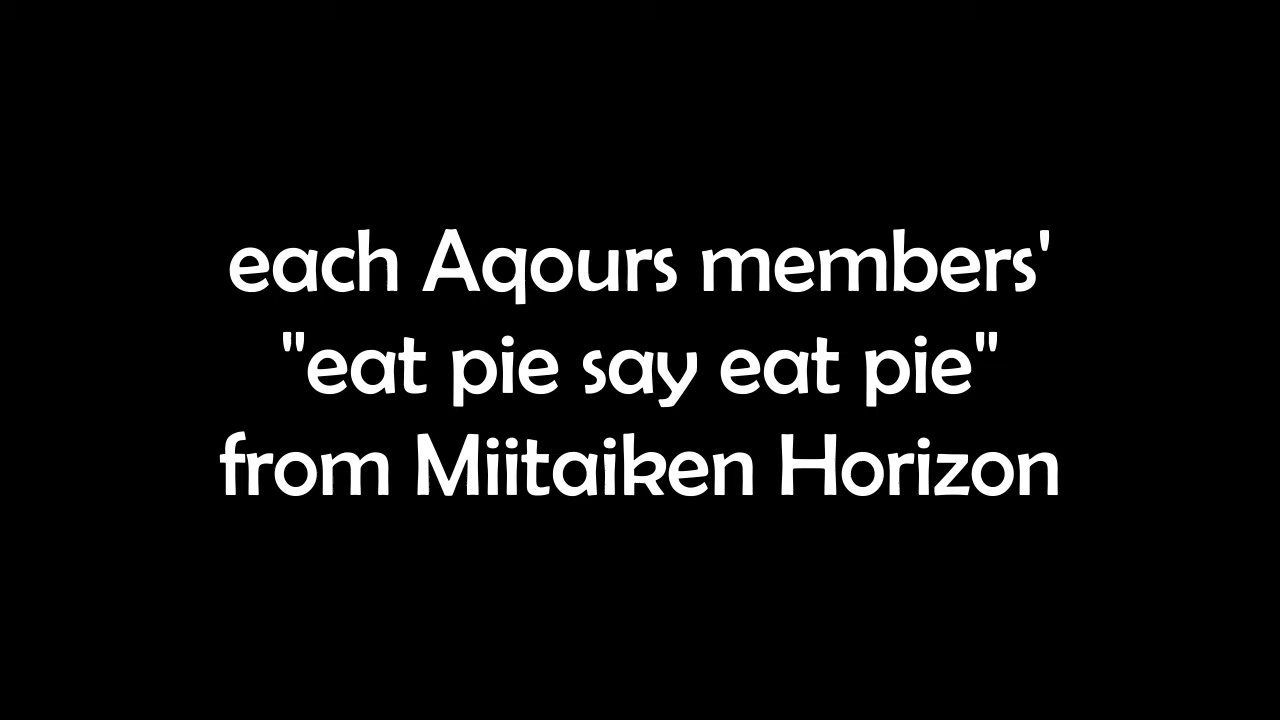 each Aqours members'
"eat pie say eat pie"
from Miitaiken Horizon